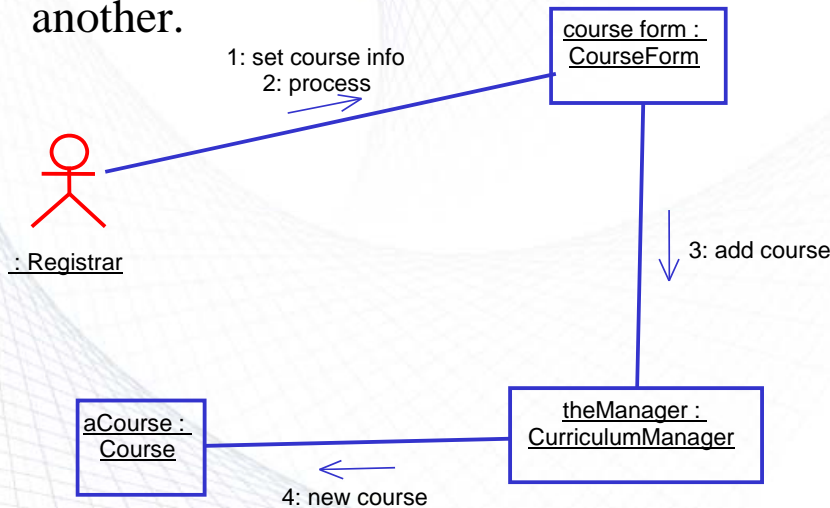 another.
1: set course info
2: process
course form :
CourseForm
: Registrar
3: add course
theManager :
CurriculumManager
aCourse :
Course
4: new course